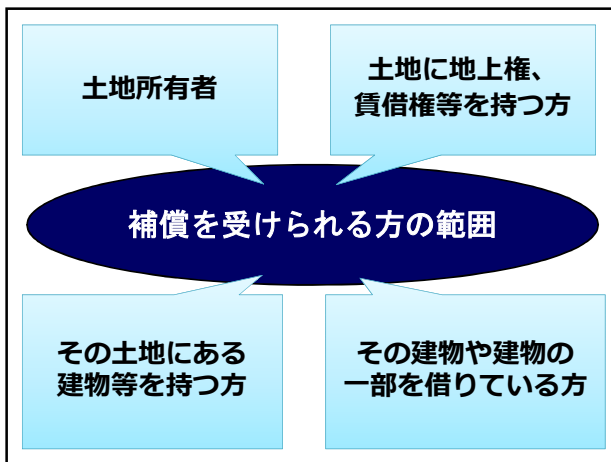 土地所有者
土地に地上権、
賃借権等を持つ方
補償を受けられる方の範囲
その土地にある
建物等を持つ方
その建物や建物の
一部を借りている方